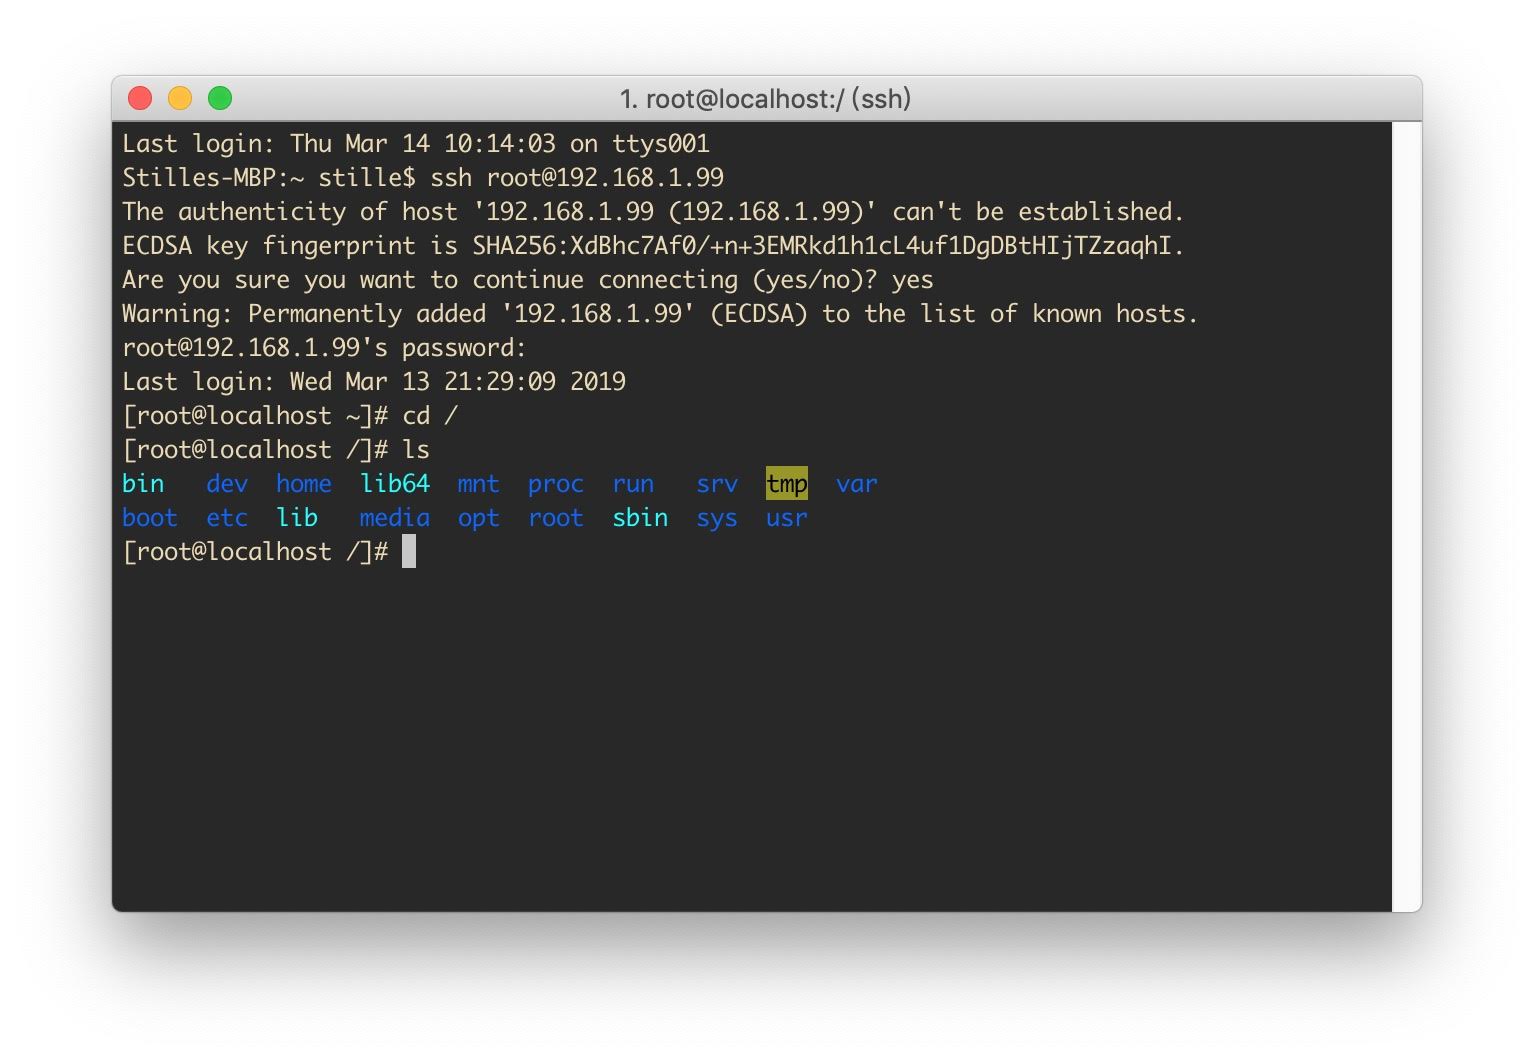 1. root@localhost:/ (ssh)
Last login: Thu Mar 14 10:14:03 on ttys001
Stilles-MBP:~ stille$ ssh root@192.168.1.99
The authenticity of host '192.168.1.99 (192.168.1.99)' can't be established.
ECDSA key fingerprint is SHA256:XdBhc7Af0/+n+3EMRkd1h1cL4uf1DgDBtHIjTZzaqhI.
Are you sure you want to continue connecting (yes/no)? yes
Warning: Permanently added '192.168.1.99' (ECDSA) to the list of known hosts.
root@192.168.1.99's password:
Last login: Wed Mar 13 21:29:09 2019
[root@localhost ~]# cd /
[root@localhost /]# ls
bin   dev  home  lib64  mnt  proc  run   srv  tmp  var
boot  etc  lib   media  opt  root  sbin  sys  usr
[root@localhost /]#